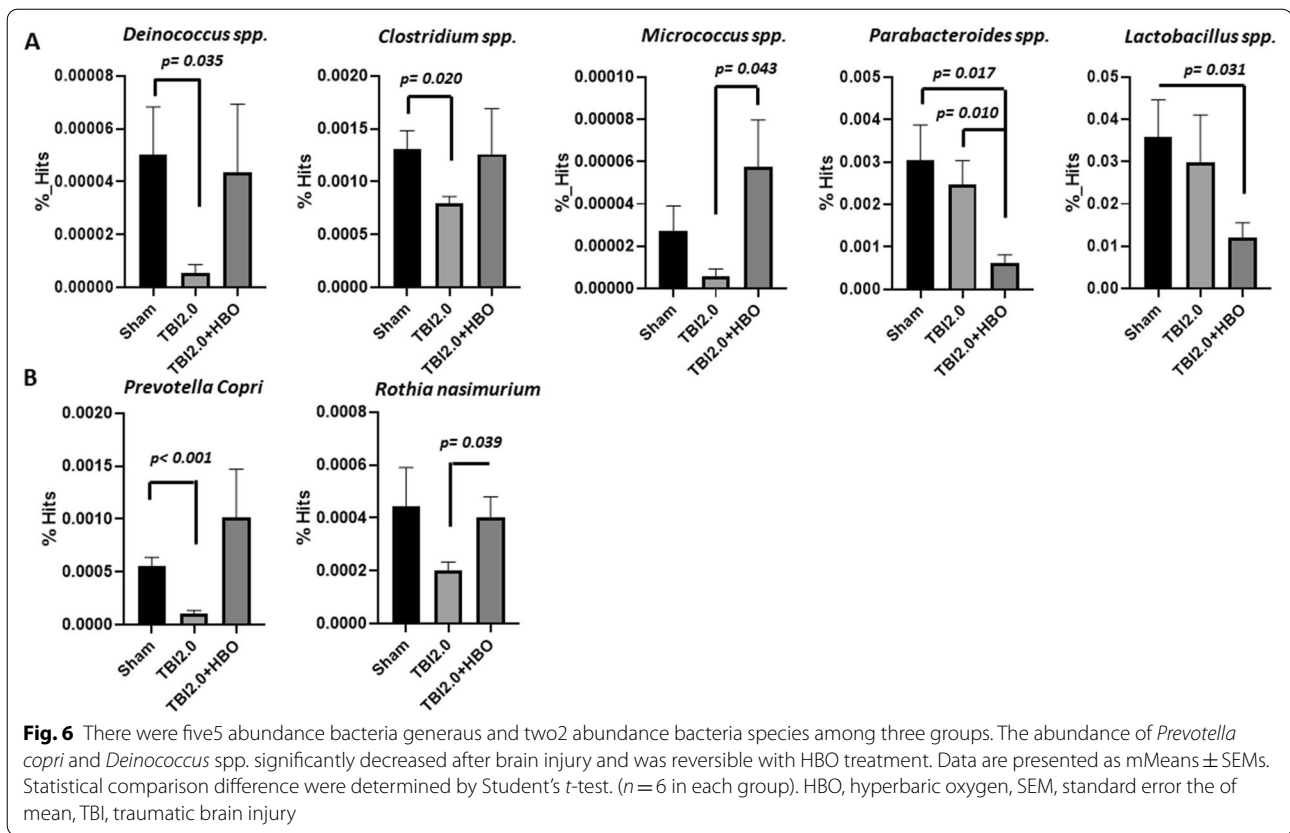 A
Deinococcus spp.
Clostridium spp.
Micrococcus spp.
Parabacteroides spp.
Lactobacillus spp.
%_Hits
0.00008
0.00006
0.00004
0.00002
0.00000
p= 0.035
Sham
TBI2.0
TBI2.0+HBO
% Hits
0.0020
0.0015
0.0010
0.0005
0.0000
p= 0.020
Sham
TBI2.0
TBI2.0+HBO
%_Hits
0.00010
0.00008
0.00006
0.00004
0.00002
0.00000
p= 0.043
Sham
TBI2.0
TBI2.0+HBO
% Hits
0.005
0.004
0.003
0.002
0.001
0.000
p= 0.017
p= 0.010
Sham
TBI2.0
TBI2.0+HBO
%_Hits
0.05
0.04
0.03
0.02
0.01
0.00
p= 0.031
Sham
TBI2.0
TBI2.0+HBO
B
Prevotella Copri
Rothia nasimurium
% Hits
0.0020
0.0015
0.0010
0.0005
0.0000
p< 0.001
Sham
TBI2.0
TBI2.0+HBO
% Hits
0.0008
0.0006
0.0004
0.0002
0.0000
p= 0.039
Sham
TBI2.0
TBI2.0+HBO
Fig. 6 There were five5 abundance bacteria generaus and two2 abundance bacteria species among three groups. The abundance of Prevotella
copri and Deinococcus spp. significantly decreased after brain injury and was reversible with HBO treatment. Data are presented as mMeans ± SEMs.
Statistical comparison difference were determined by Student's t-test. (n = 6 in each group). HBO, hyperbaric oxygen, SEM, standard error the of
mean, TBI, traumatic brain injury